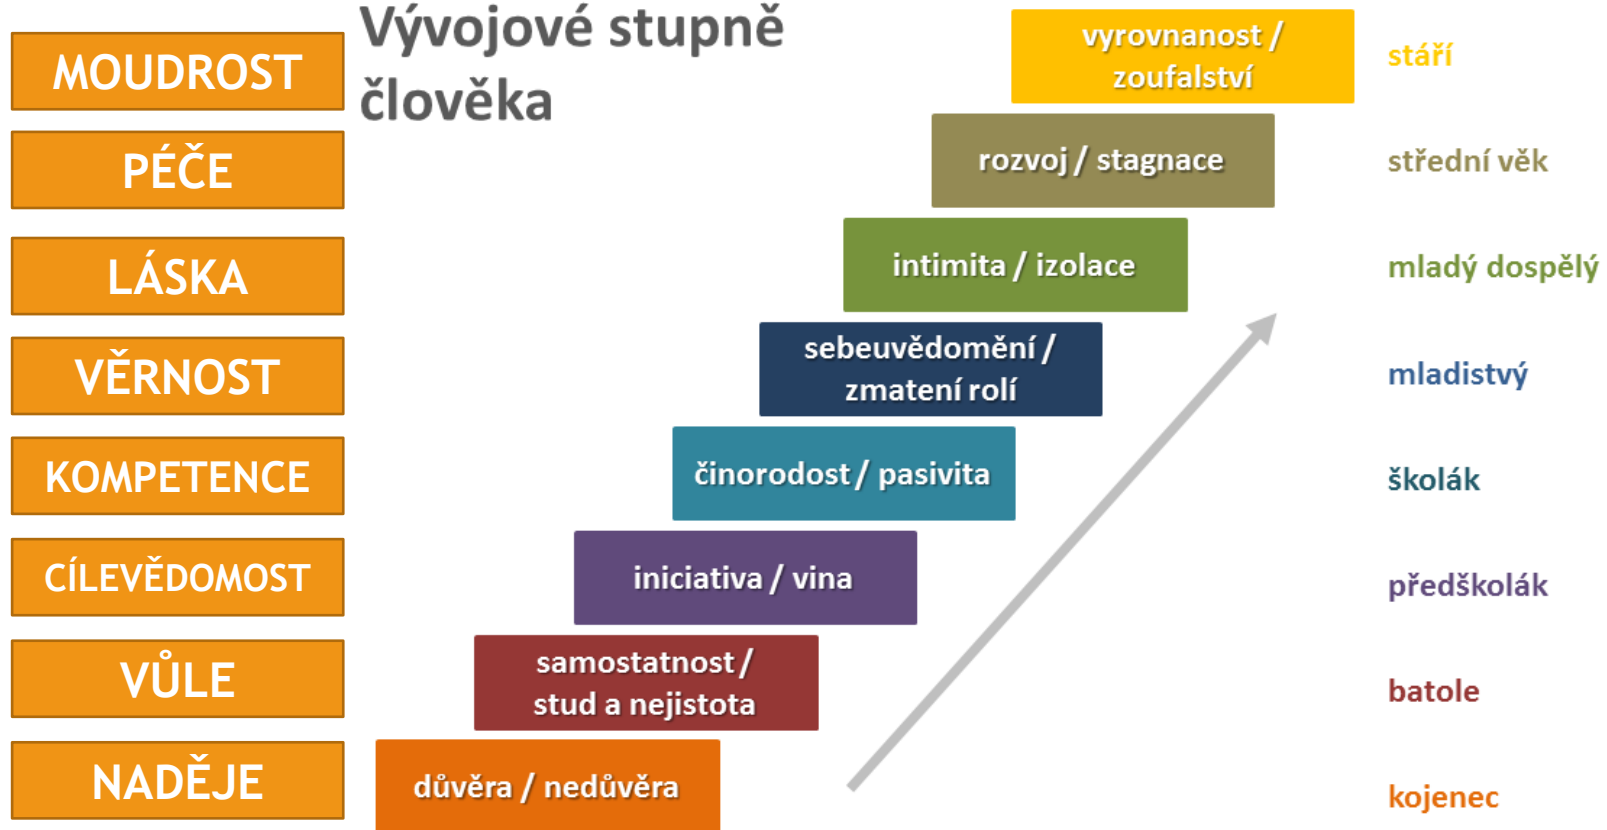 Vývojové stupně
člověka
MOUDROST
vyrovnanost /
zoufalství
stáří
PÉČE
rozvoj / stagnace
střední věk
LÁSKA
intimita / izolace
mladý dospělý
VĚRNOST
sebeuvědomění /
zmatení rolí
mladistvý
KOMPETENCE
činorodost / pasivita
školák
CÍLEVĚDOMOST
iniciativa / vina
předškolák
VŮLE
samostatnost /
stud a nejistota
batole
NADĚJE
důvěra / nedůvěra
kojenec